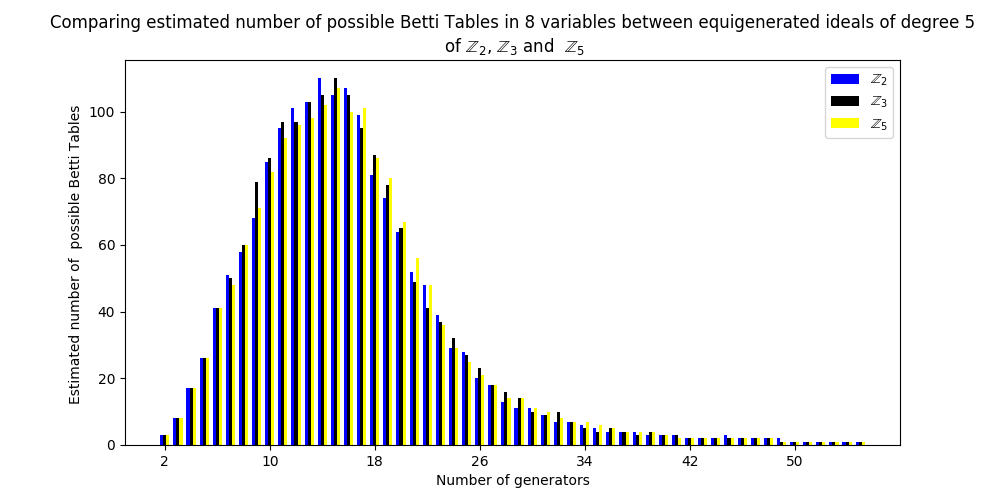 Comparing estimated number of possible Betti Tables in 8 variables between equigenerated ideals of degree 5
of ℤ₂, ℤ₃ and ℤ₅
ℤ₂
ℤ₃
ℤ₅
Estimated number of possible Betti Tables
100
80
60
40
20
0
2 10 18 26 34 42 50
Number of generators